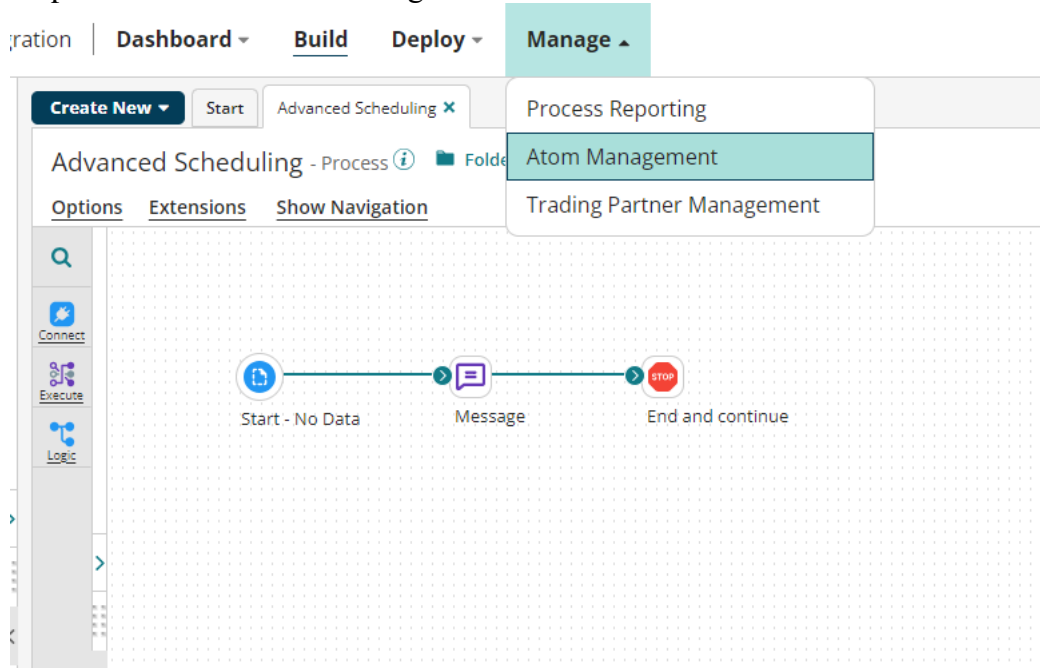 Dashboard Build Deploy Manage
Create New Start Advanced Scheduling
Process Reporting
Advanced Scheduling - Process
Atom Management
Options Extensions Show Navigation
Trading Partner Management
Connect
Execute
Logic
STOP
Start - No Data Message End and continue